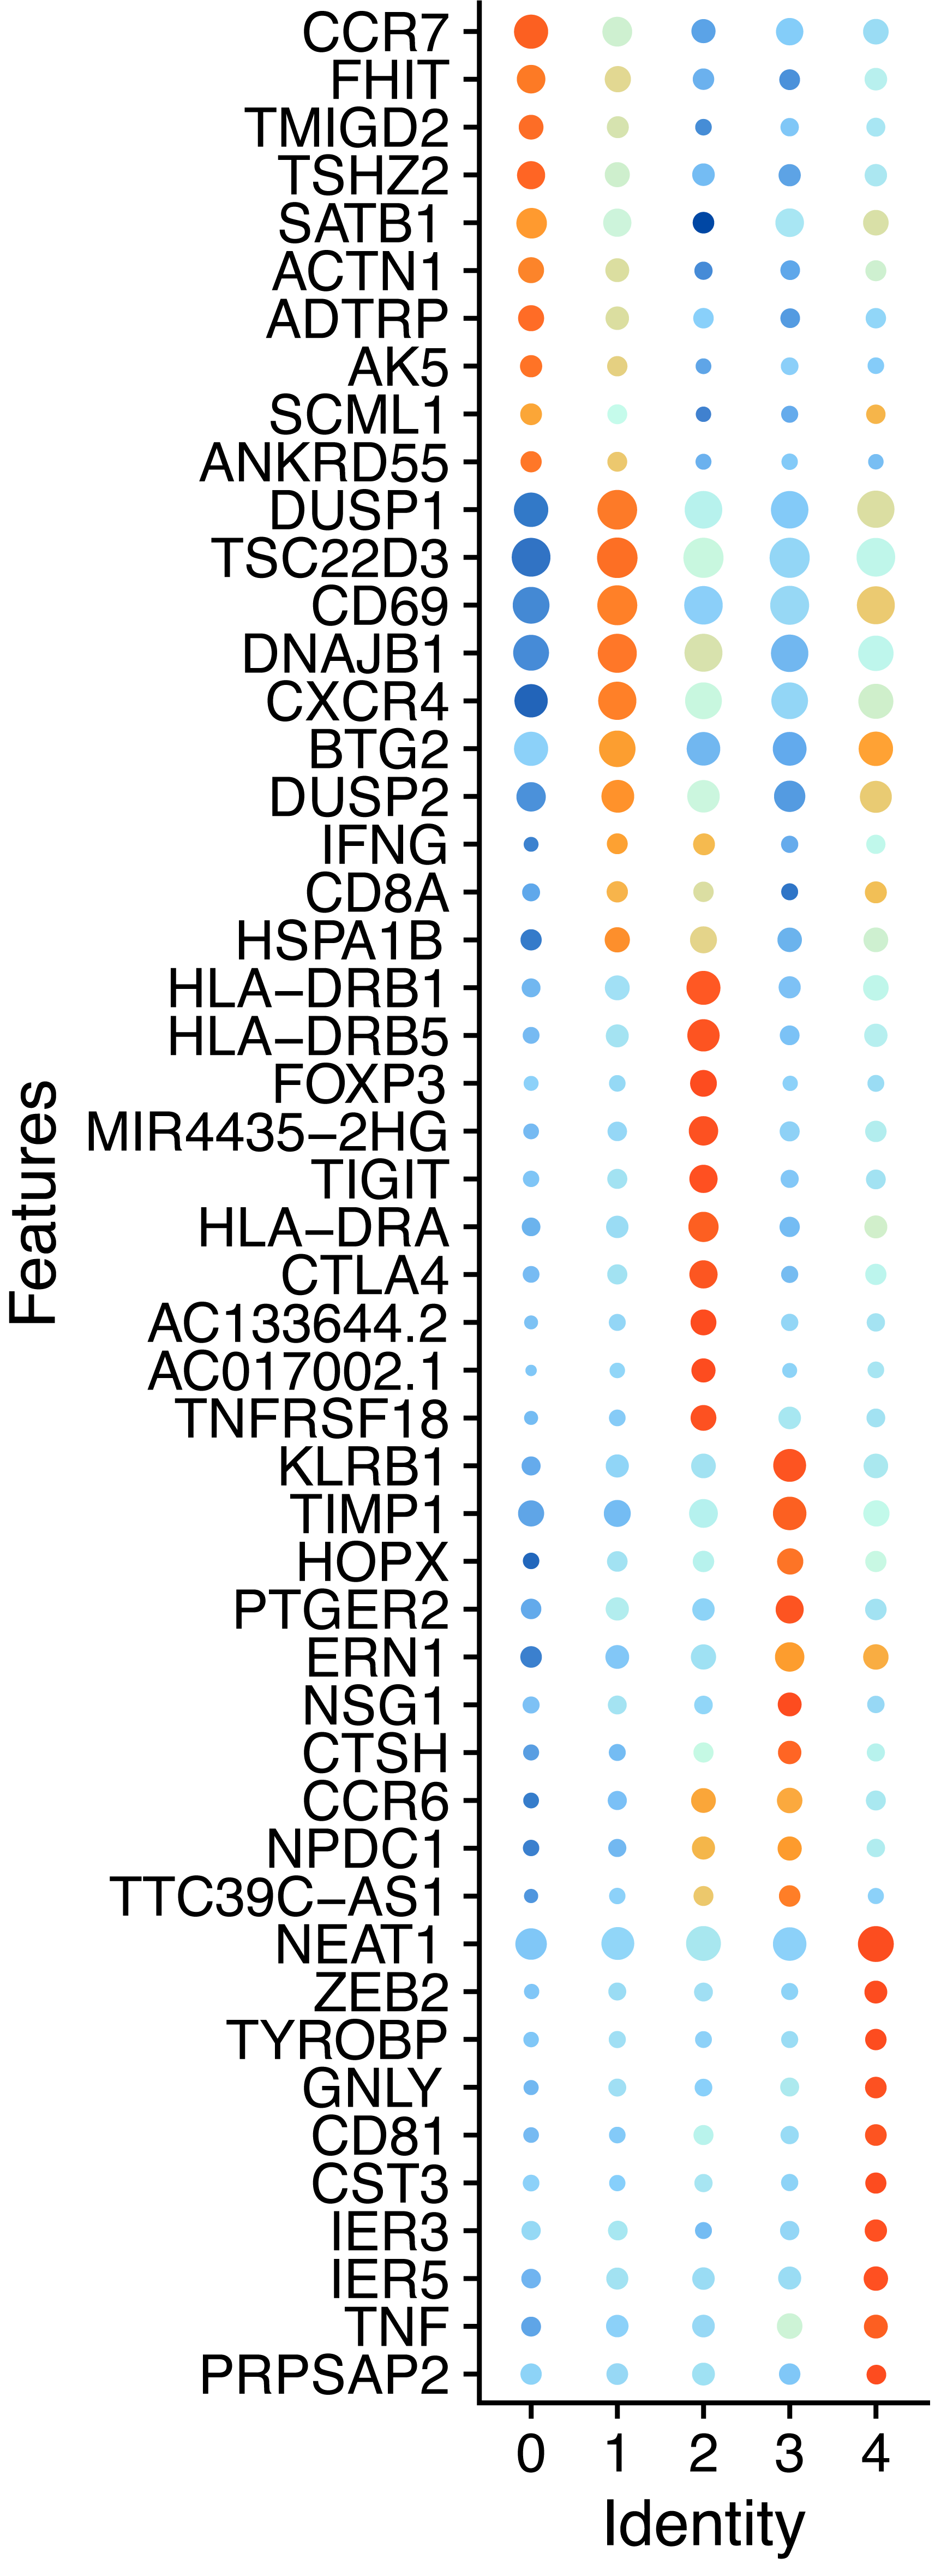 Features
CCR7
FHIT
TMIGD2
TSHZ2
SATB1
ACTN1
ADTRP
AK5
SCML1
ANKRD55
DUSP1
TSC22D3
CD69
DNAJB1
CXCR4
BTG2
DUSP2
IFNG
CD8A
HSPA1B
HLA−DRB1
HLA−DRB5
FOXP3
MIR4435−2HG
TIGIT
HLA−DRA
CTLA4
AC133644.2
AC017002.1
TNFRSF18
KLRB1
TIMP1
HOPX
PTGER2
ERN1
NSG1
CTSH
CCR6
NPDC1
TTC39C−AS1
NEAT1
ZEB2
TYROBP
GNLY
CD81
CST3
IER3
IER5
TNF
PRPSAP2
0 1 2 3 4
Identity